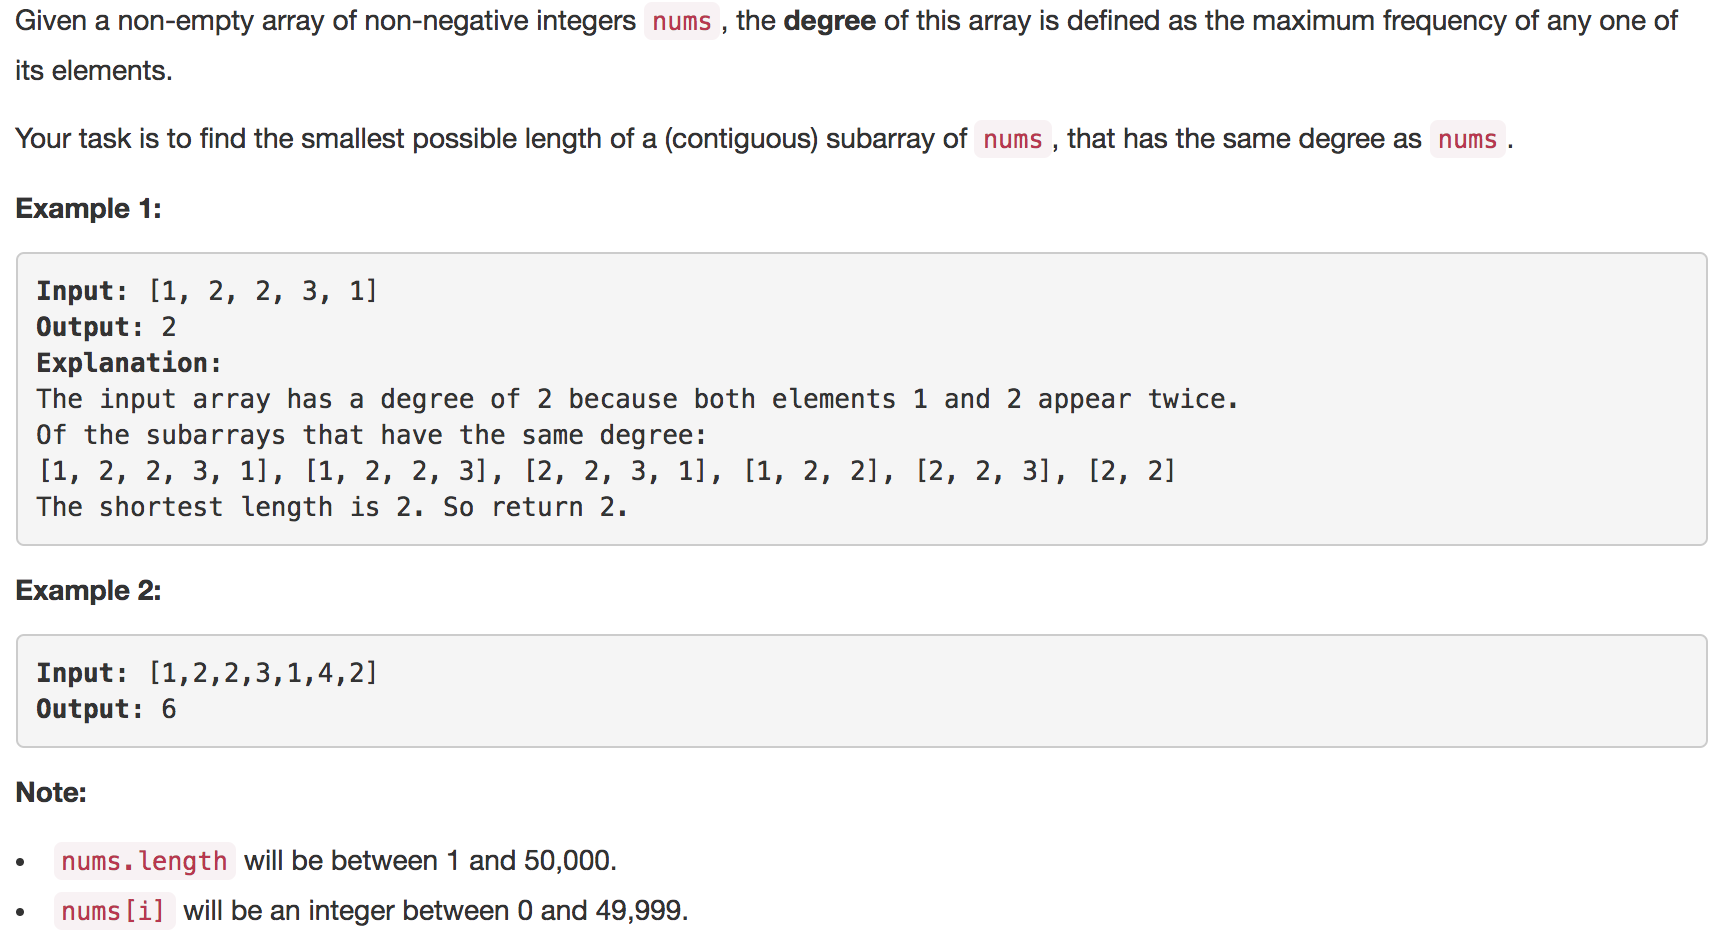 Given a non-empty array of non-negative integers nums, the degree of this array is defined as the maximum frequency of any one of
its elements.
Your task is to find the smallest possible length of a (contiguous) subarray of nums, that has the same degree as nums.
Example 1:
Input: [1, 2, 2, 3, 1]
Output: 2
Explanation:
The input array has a degree of 2 because both elements 1 and 2 appear twice.
Of the subarrays that have the same degree:
[1, 2, 2, 3, 1], [1, 2, 2, 3], [2, 2, 3, 1], [1, 2, 2], [2, 2, 3], [2, 2]
The shortest length is 2. So return 2.
Example 2:
Input: [1,2,2,3,1,4,2]
Output: 6
Note:
• nums.length will be between 1 and 50,000.
• nums[i] will be an integer between 0 and 49,999.